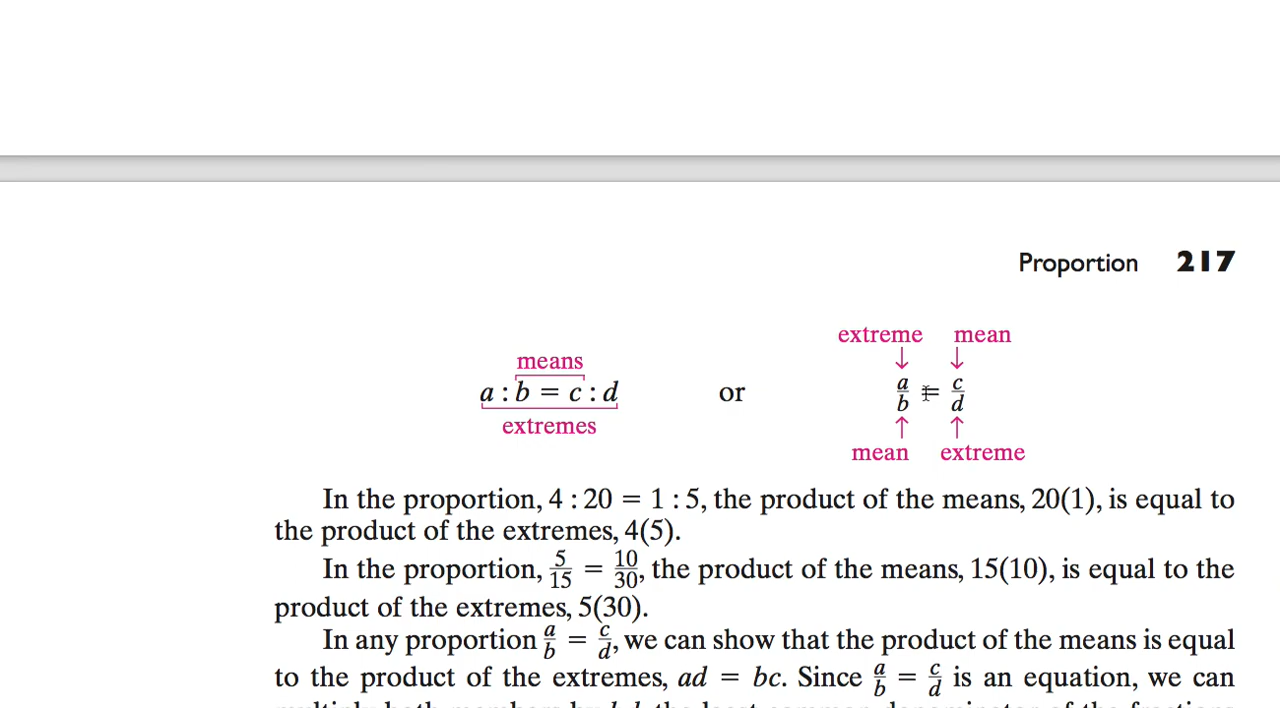 Proportion 217
extreme mean
means
a : b = c : d or a/b = c/d
extremes
mean extreme
In the proportion, 4 : 20 = 1 : 5, the product of the means, 20(1), is equal to
the product of the extremes, 4(5).
In the proportion, 5/15 = 10/30, the product of the means, 15(10), is equal to the
product of the extremes, 5(30).
In any proportion a/b = c/d, we can show that the product of the means is equal
to the product of the extremes, ad = bc. Since a/b = c/d is an equation, we can